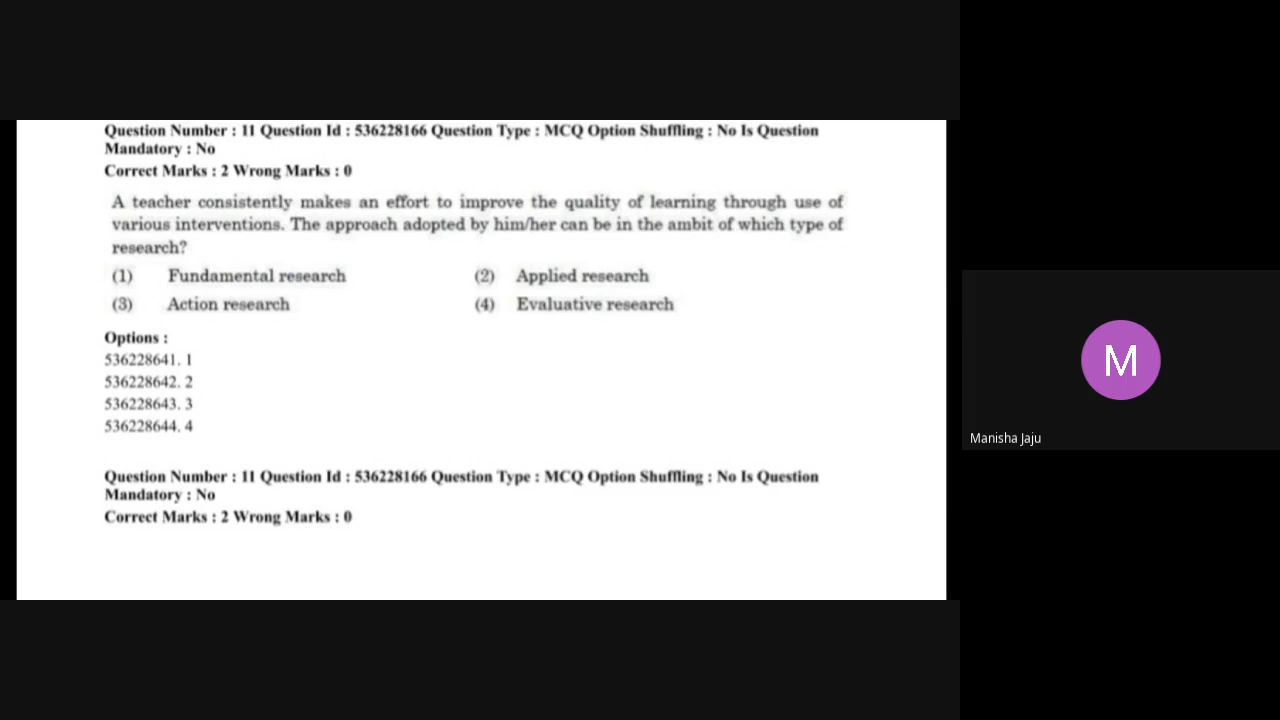 Question Number : 11 Question Id : 536228166 Question Type : MCQ Option Shuffling : No Is Question
Mandatory : No
Correct Marks : 2 Wrong Marks : 0
A teacher consistently makes an effort to improve the quality of learning through use of
various interventions. The approach adopted by him/her can be in the ambit of which type of
research?
(1) Fundamental research (2) Applied research
(3) Action research (4) Evaluative research
Options :
536228641. 1
536228642. 2
536228643. 3
536228644. 4
Question Number : 11 Question Id : 536228166 Question Type : MCQ Option Shuffling : No Is Question
Mandatory : No
Correct Marks : 2 Wrong Marks : 0
M
Manisha Jaju